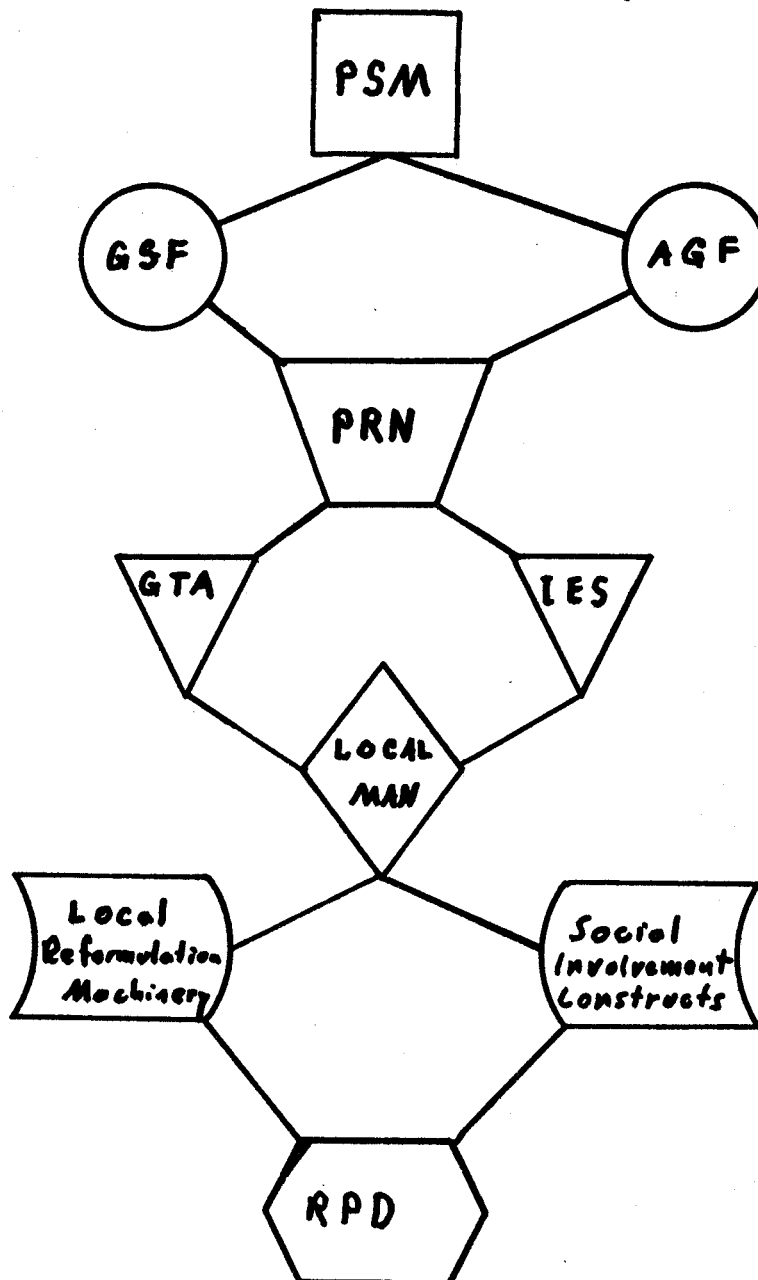 PSM
GSF
AGF
PRN
GTA
IES
LOCAL
MAN
Local
Reformulation
Machinery
Social
Involvement
Constructs
RPD